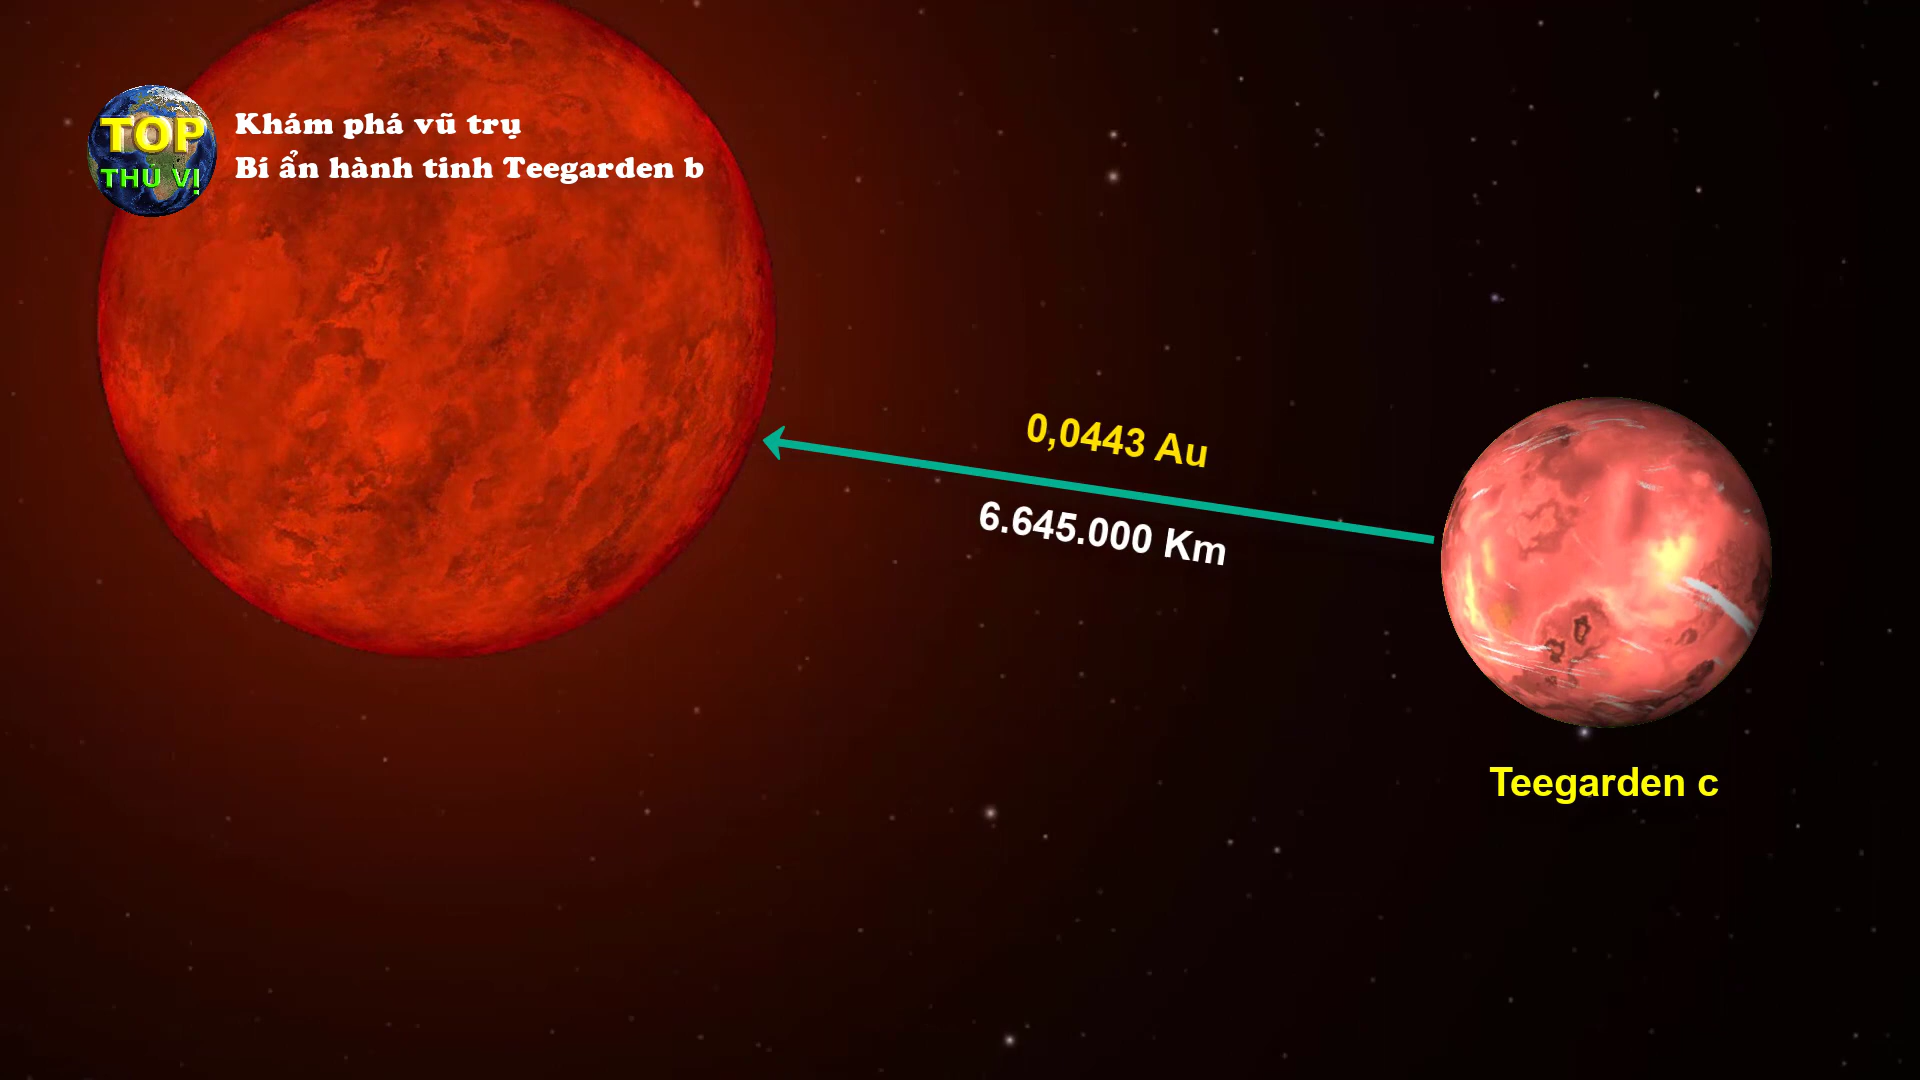 TOP
THÚ VỊ
Khám phá vũ trụ
Bí ẩn hành tinh Teegarden b
0,0443 Au
6.645.000 Km
Teegarden c